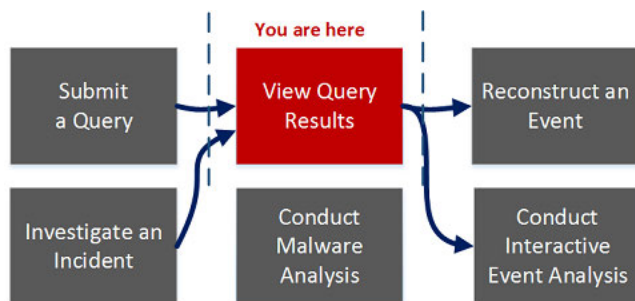 You are here
Submit
a Query
View Query
Results
Reconstruct an
Event
Investigate an
Incident
Conduct
Malware
Analysis
Conduct
Interactive
Event Analysis